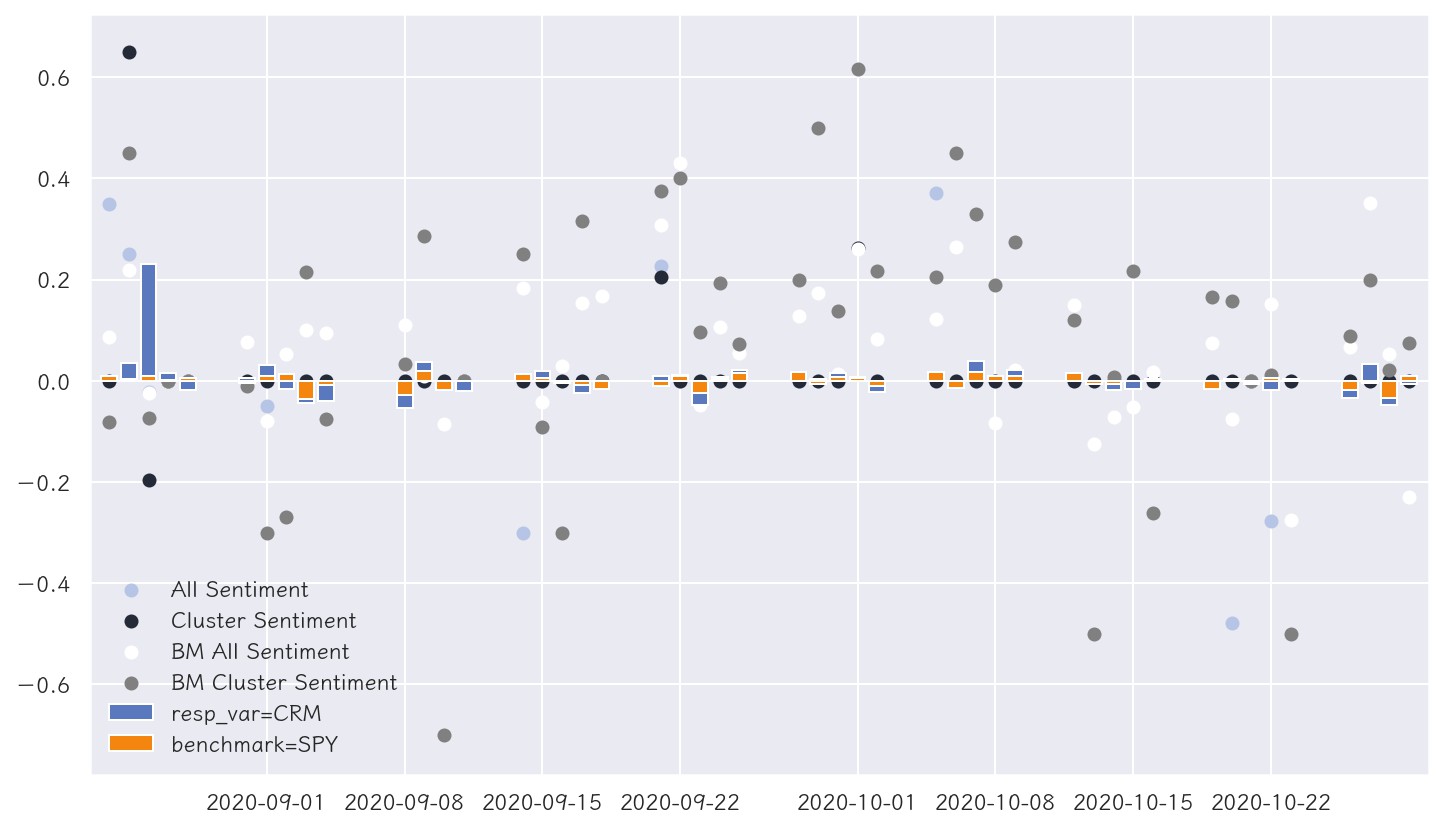 0.6
0.4
0.2
0.0
−0.2
−0.4
−0.6
All Sentiment
Cluster Sentiment
BM All Sentiment
BM Cluster Sentiment
resp_var=CRM
benchmark=SPY
2020-09-01 2020-09-08 2020-09-15 2020-09-22 2020-10-01 2020-10-08 2020-10-15 2020-10-22